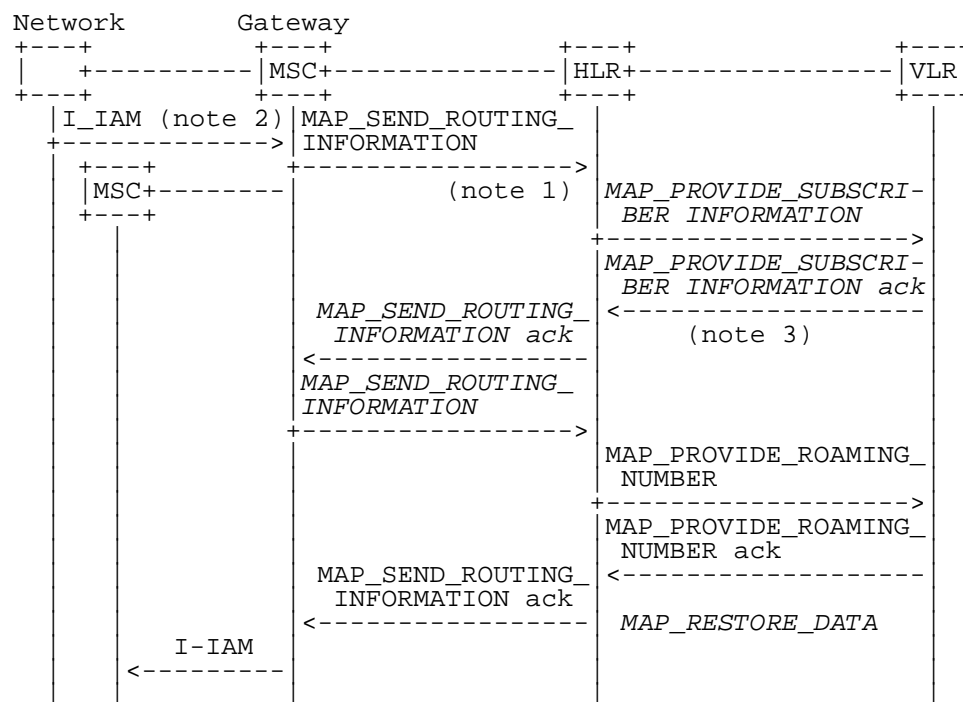 Network Gateway
MSC HLR VLR
I_IAM (note 2) MAP_SEND_ROUTING_
INFORMATION
MSC (note 1) MAP_PROVIDE_SUBSCRI-
BER INFORMATION
MAP_PROVIDE_SUBSCRI-
BER INFORMATION ack
MAP_SEND_ROUTING_
INFORMATION ack (note 3)
MAP_SEND_ROUTING_
INFORMATION
MAP_PROVIDE_ROAMING_
NUMBER
MAP_PROVIDE_ROAMING_
NUMBER ack
MAP_SEND_ROUTING_
INFORMATION ack
MAP_RESTORE_DATA
I-IAM